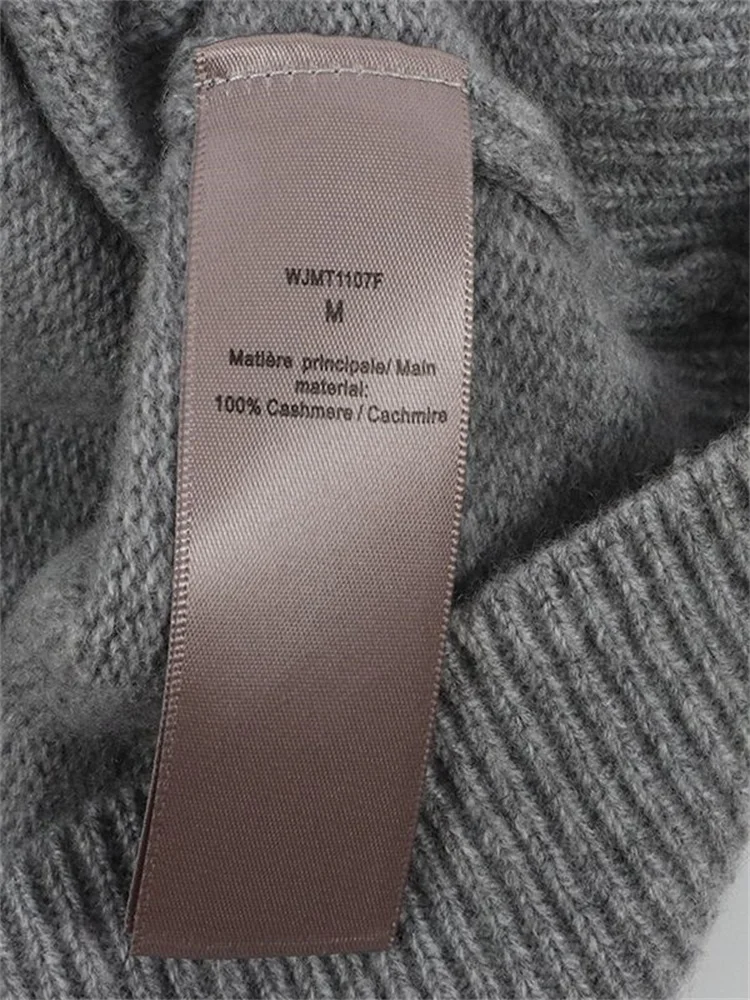 WJMT1107F
M
Matière principale/ Main
material:
100% Cashmere / Cachmire